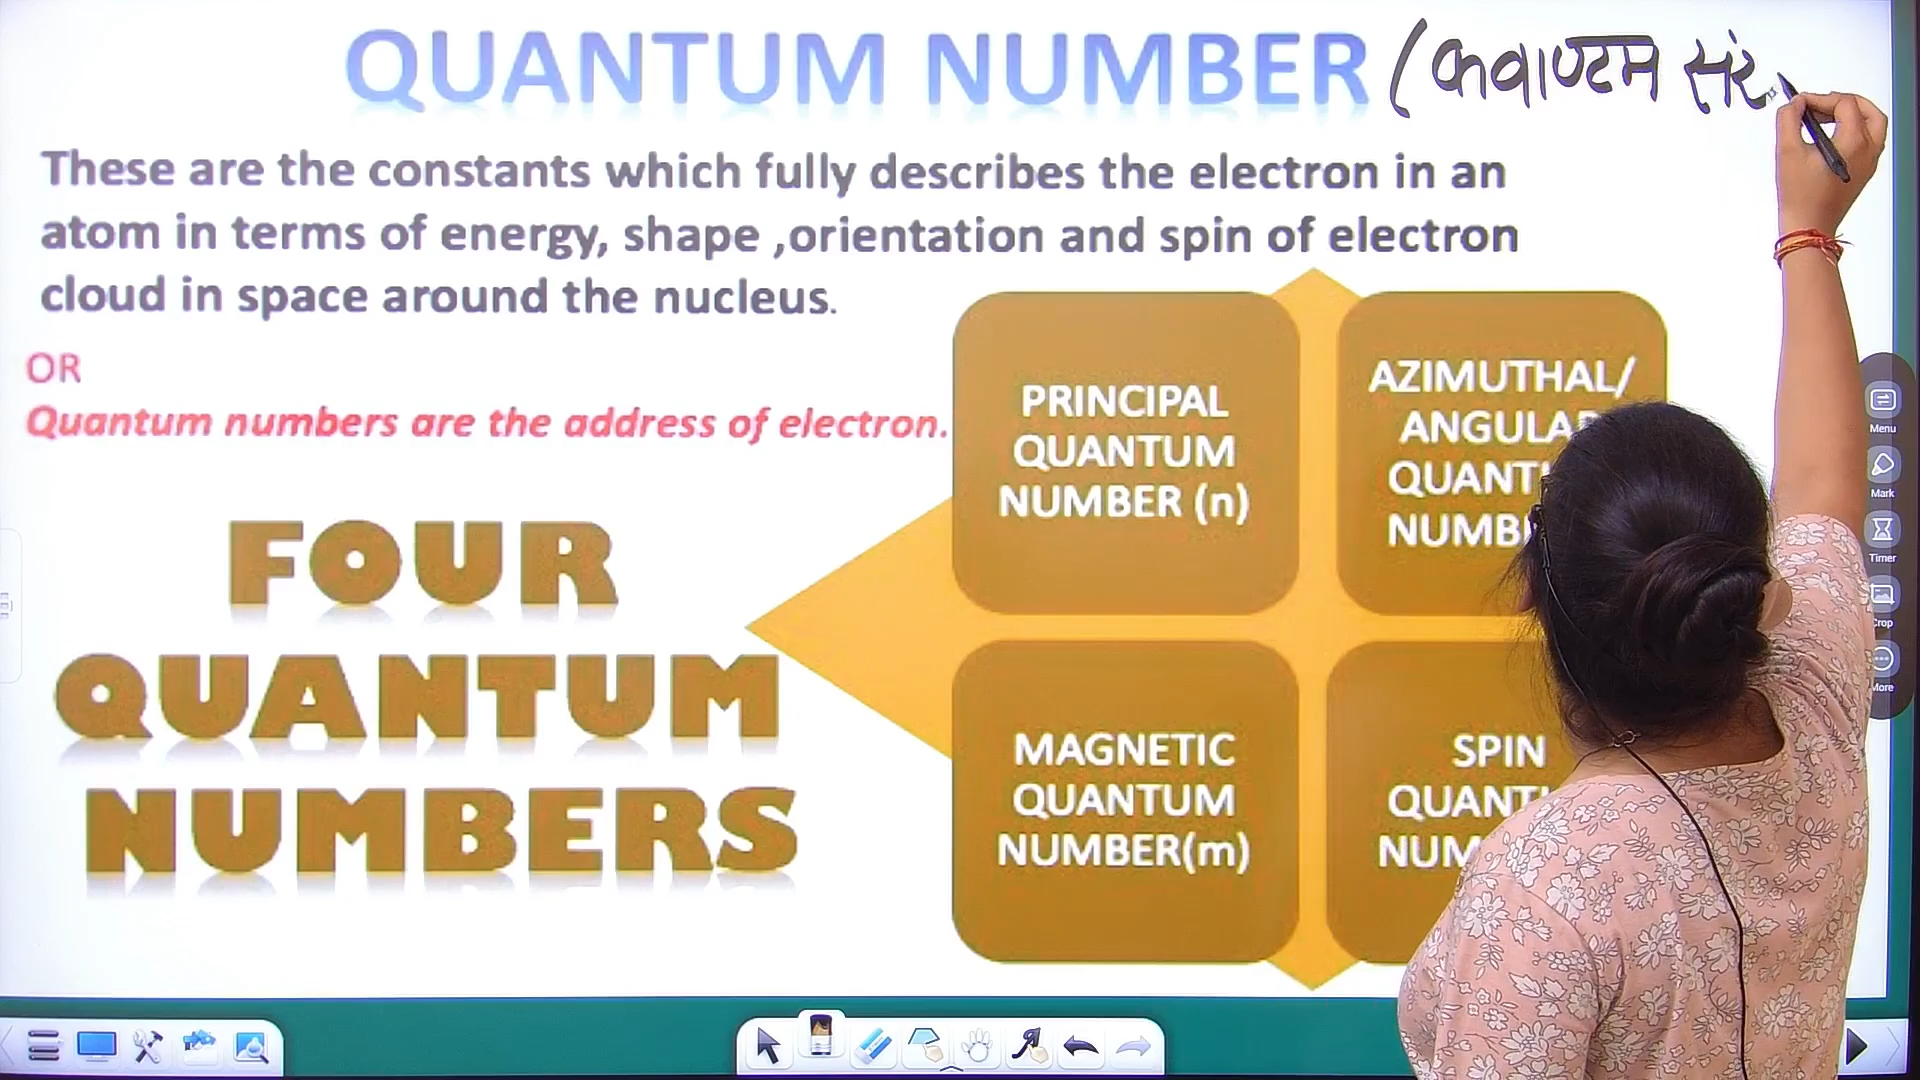 QUANTUM NUMBER (क्वाण्टम
These are the constants which fully describes the electron in an
atom in terms of energy, shape ,orientation and spin of electron
cloud in space around the nucleus.
OR
Quantum numbers are the address of electron.
FOUR
QUANTUM
NUMBERS
PRINCIPAL
QUANTUM
NUMBER (n)
AZIMUTHAL/
MAGNETIC
QUANTUM
NUMBER(m)
SPIN
Menu
Mark
Timer
Crop
More